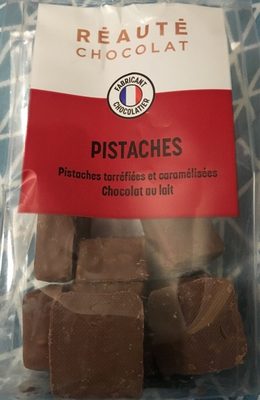 RÉAUTÉ
CHOCOLAT
FABRICANT
CHOCOLATIER
PISTACHES
Pistaches torréfiées et caramélisées
Chocolat au lait